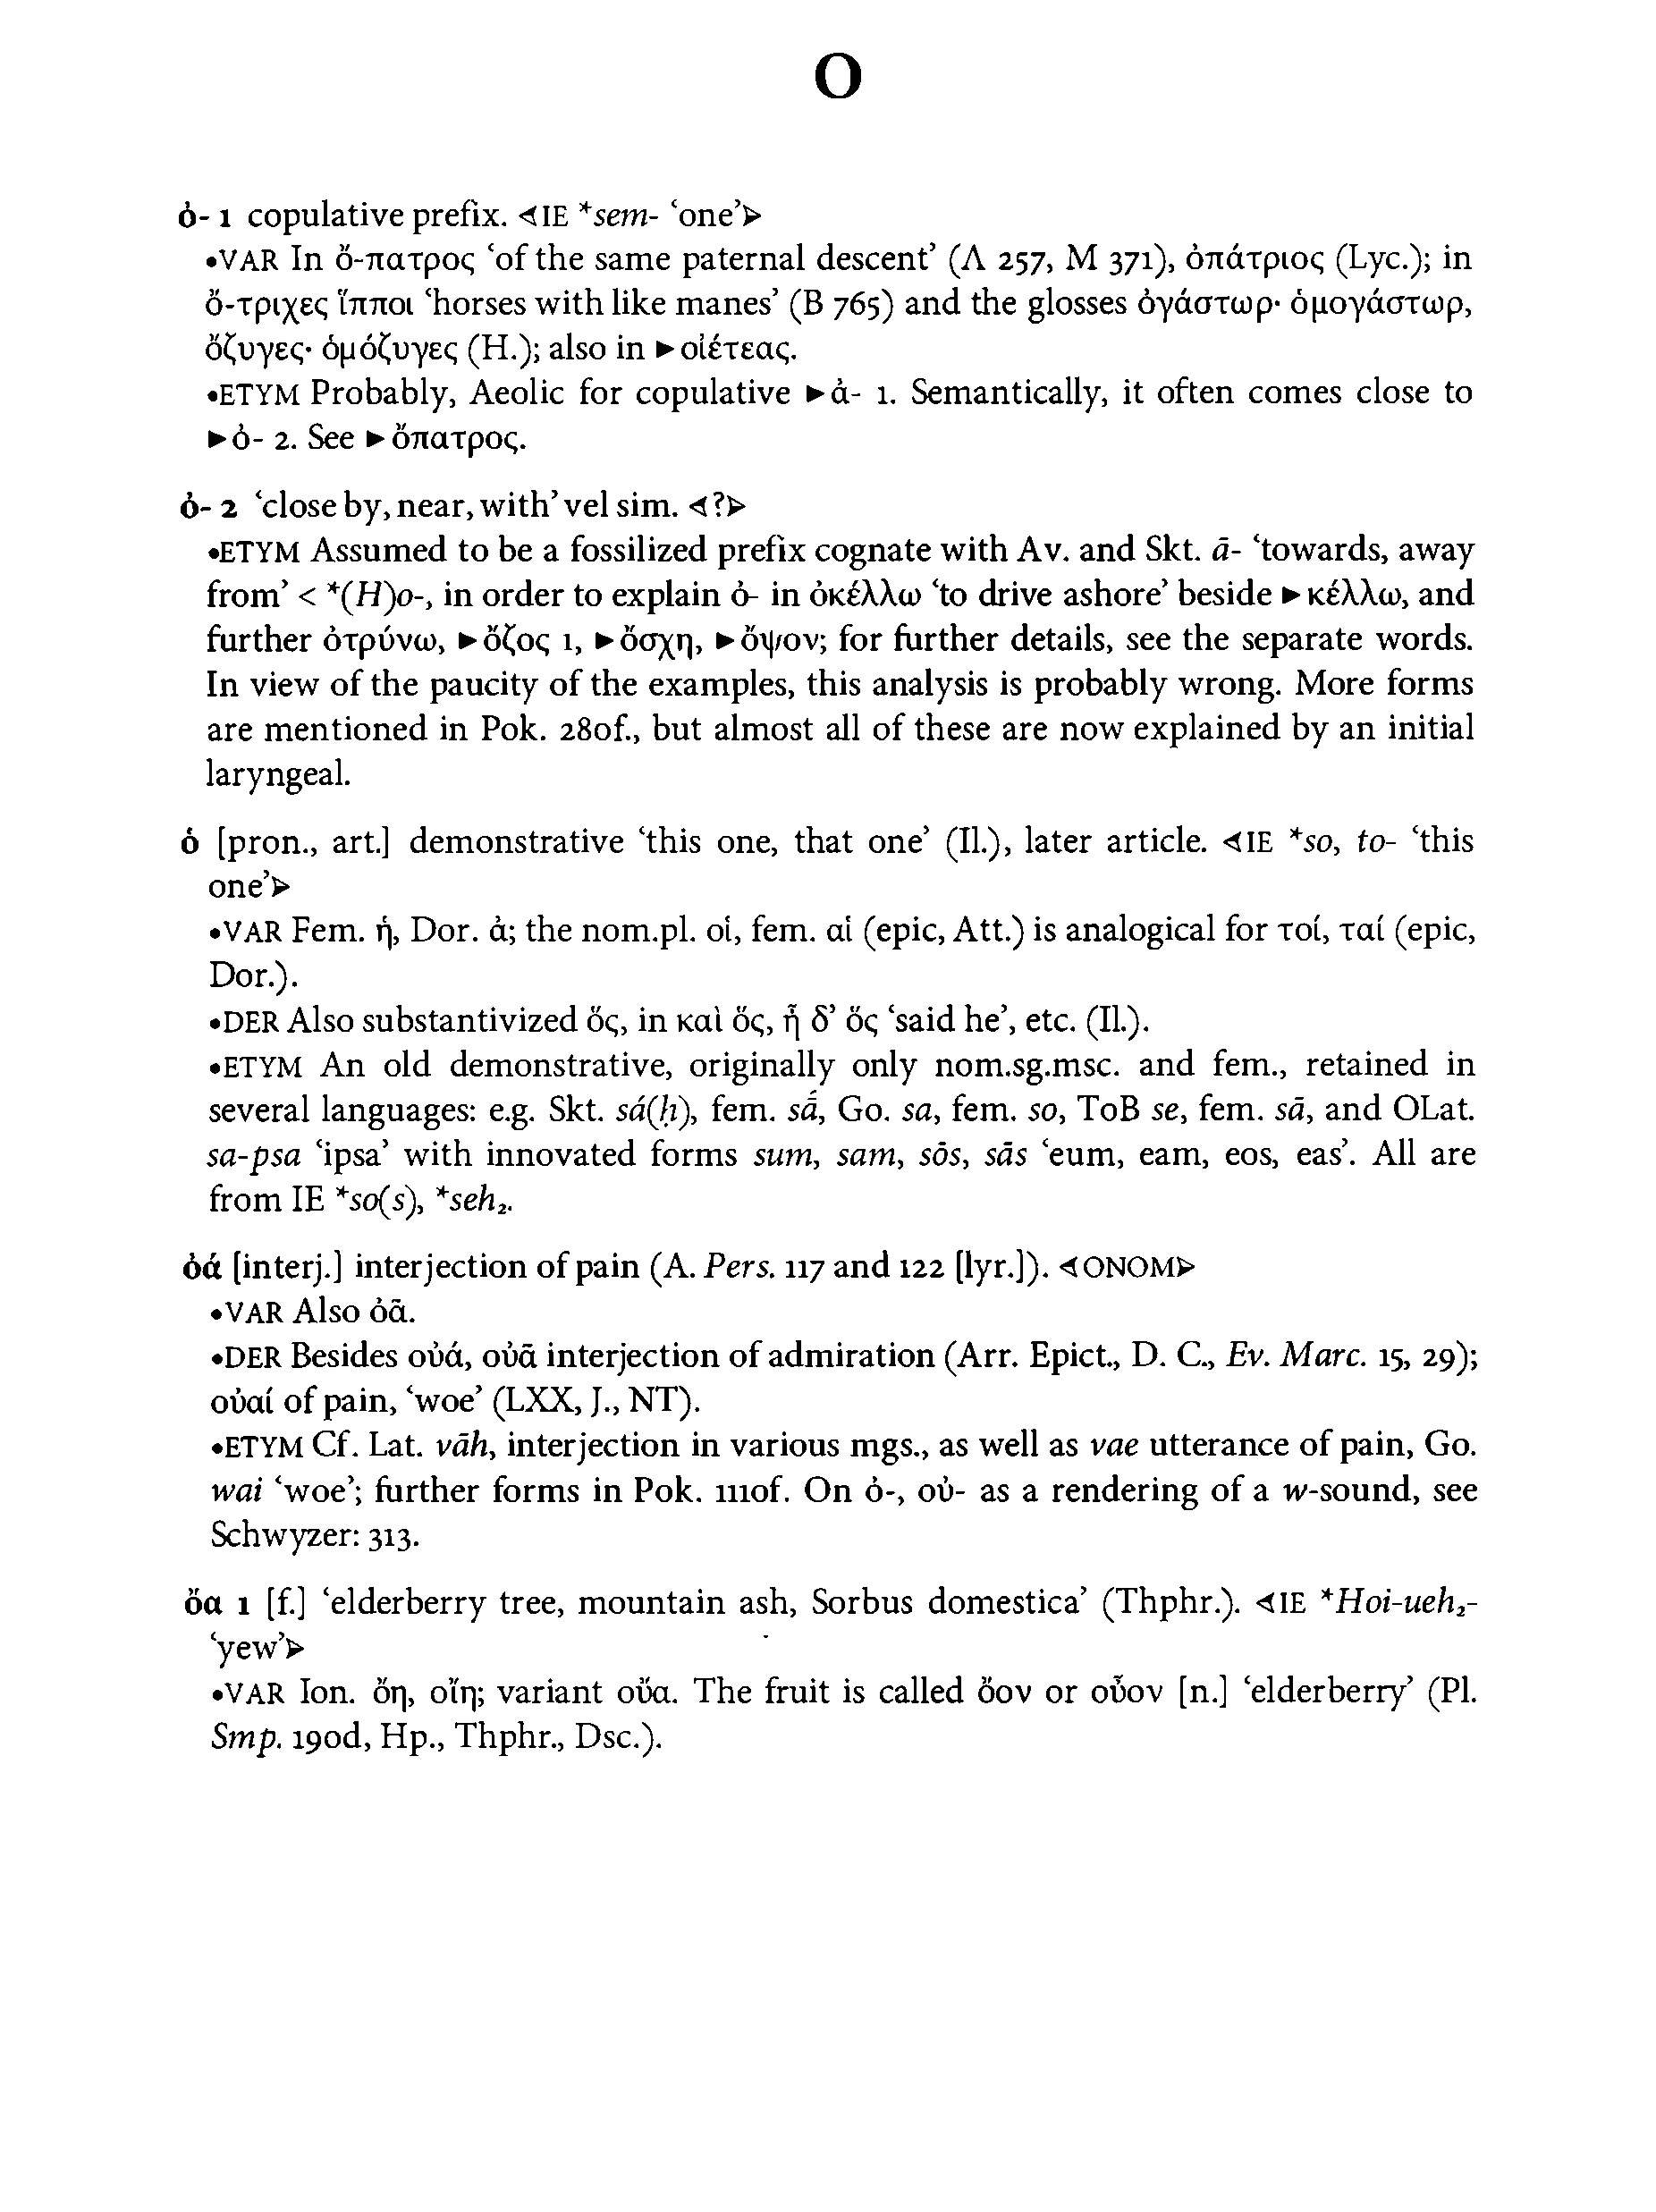 O
ὀ- 1 copulative prefix. ⊲IE *sem- ‘one’⊳
•VAR In ὄ-πατρος ‘of the same paternal descent’ (Λ 257, Μ 371), ὀπάτριος (Lyc.); in
ὄ-τριχες ἵπποι ‘horses with like manes’ (Β 765) and the glosses ὀγάστωρ· ὁμογάστωρ,
ὄζυγες· ὁμόζυγες (H.); also in ►οἰέτεας.
•ETYM Probably, Aeolic for copulative ►ἀ- 1. Semantically, it often comes close to
►ὀ- 2. See ►ὄπατρος.
ὀ- 2 ‘close by, near, with’ vel sim. ⊲?⊳
•ETYM Assumed to be a fossilized prefix cognate with Av. and Skt. ā- ‘towards, away
from’ < *(H)o-, in order to explain ὀ- in ὀκέλλω ‘to drive ashore’ beside ►κέλλω, and
further ὀτρύνω, ►ὄζος 1, ►ὄσχη, ►ὄψον; for further details, see the separate words.
In view of the paucity of the examples, this analysis is probably wrong. More forms
are mentioned in Pok. 280f., but almost all of these are now explained by an initial
laryngeal.
ὁ [pron., art.] demonstrative ‘this one, that one’ (Il.), later article. ⊲IE *so, to- ‘this
one’⊳
•VAR Fem. ἡ, Dor. ἁ; the nom.pl. οἱ, fem. αἱ (epic, Att.) is analogical for τοί, ταί (epic,
Dor.).
•DER Also substantivized ὅς, in καὶ ὅς, ἦ δ’ ὅς ‘said he’, etc. (Il.).
•ETYM An old demonstrative, originally only nom.sg.msc. and fem., retained in
several languages: e.g. Skt. sá(ḥ), fem. sā́, Go. sa, fem. so, ToB se, fem. sā, and OLat.
sa-psa ‘ipsa’ with innovated forms sum, sam, sōs, sās ‘eum, eam, eos, eas’. All are
from IE *so(s), *seh₂.
ὀά [interj.] interjection of pain (A. Pers. 117 and 122 [lyr.]). ⊲ONOM⊳
•VAR Also ὀᾶ.
•DER Besides οὐά, οὐᾶ interjection of admiration (Arr. Epict., D. C., Ev. Marc. 15, 29);
οὐαί of pain, ‘woe’ (LXX, J., NT).
•ETYM Cf. Lat. vāh, interjection in various mgs., as well as vae utterance of pain, Go.
wai ‘woe’; further forms in Pok. 1110f. On ὀ-, οὐ- as a rendering of a w-sound, see
Schwyzer: 313.
ὄα 1 [f.] ‘elderberry tree, mountain ash, Sorbus domestica’ (Thphr.). ⊲IE *Hoi-ueh₂-
‘yew’⊳
•VAR Ion. ὄη, οἴη; variant οὔα. The fruit is called ὄον or οὖον [n.] ‘elderberry’ (Pl.
Smp. 190d, Hp., Thphr., Dsc.).